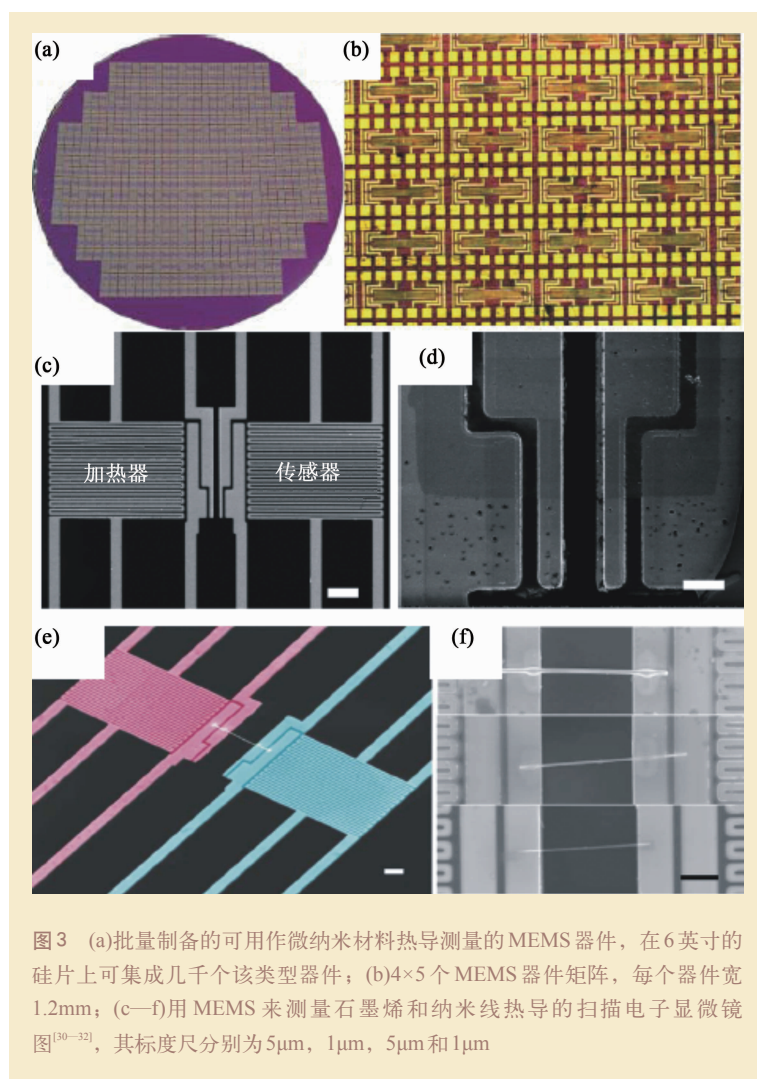 (a)
(b)
(c)
(d)
加热器
传感器
(e)
(f)
图3 (a)批量制备的可用作微纳米材料热导测量的MEMS器件，在6英寸的
硅片上可集成几千个该类型器件；(b)4×5个MEMS器件矩阵，每个器件宽
1.2mm；(c—f)用MEMS来测量石墨烯和纳米线热导的扫描电子显微镜
图[30—32]，其标度尺分别为5μm，1μm，5μm和1μm